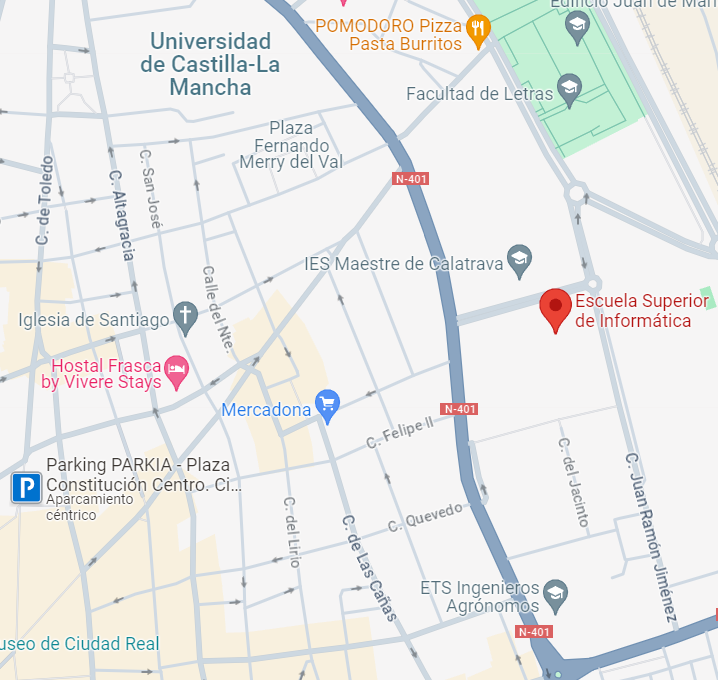 Edificio Juan de Mar
POMODORO Pizza
Pasta Burritos
Universidad
de Castilla-La
Mancha
Facultad de Letras
Plaza
Fernando
Merry del Val
C. de Toledo
C. Altagracia
C. San José
N-401
IES Maestre de Calatrava
Calle del Nte.
Escuela Superior
de Informática
Iglesia de Santiago
Hostal Frasca
by Vivere Stays
Mercadona
N-401
C. Felipe II
Parking PARKIA - Plaza
Constitución Centro. Ci...
Aparcamiento
céntrico
C. del Jacinto
C. Juan Ramón Jiménez
C. del Lirio
C. Quevedo
C. de Las Cañas
ETS Ingenieros
Agrónomos
N-401
useo de Ciudad Real